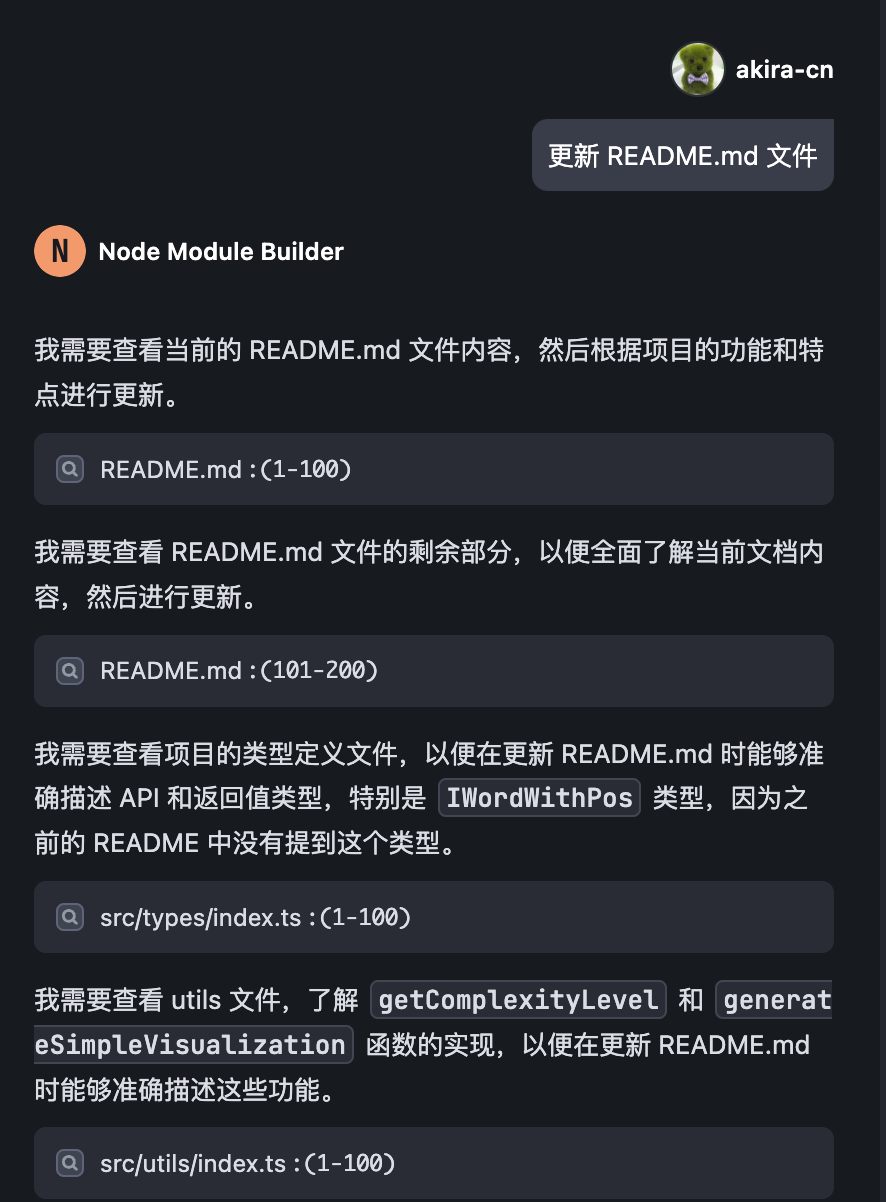 akira-cn
更新 README.md 文件
N Node Module Builder
我需要查看当前的 README.md 文件内容，然后根据项目的功能和特
点进行更新。
README.md :(1-100)
我需要查看 README.md 文件的剩余部分，以便全面了解当前文档内
容，然后进行更新。
README.md :(101-200)
我需要查看项目的类型定义文件，以便在更新 README.md 时能够准
确描述 API 和返回值类型，特别是 IWordWithPos 类型，因为之
前的 README 中没有提到这个类型。
src/types/index.ts :(1-100)
我需要查看 utils 文件，了解 getComplexityLevel 和 generat
eSimpleVisualization 函数的实现，以便在更新 README.md
时能够准确描述这些功能。
src/utils/index.ts :(1-100)